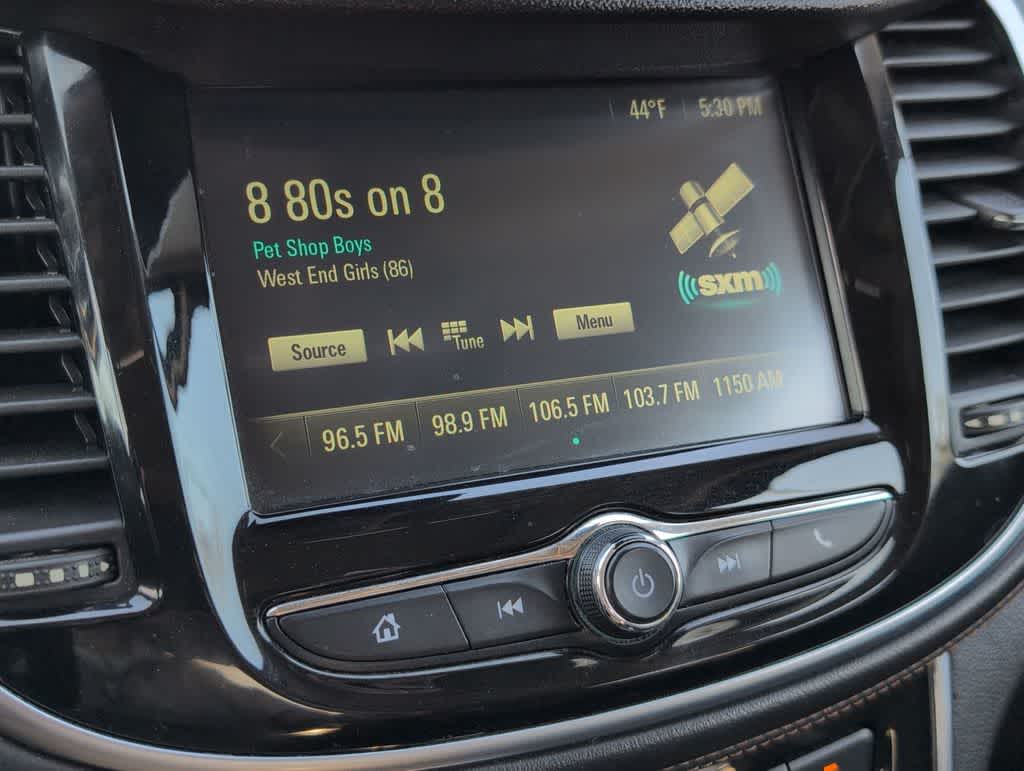 44°F 5:30 PM
8 80s on 8
Pet Shop Boys
West End Girls (86)
sxm
Source Tune Menu
96.5 FM 98.9 FM 106.5 FM 103.7 FM 1150 AM